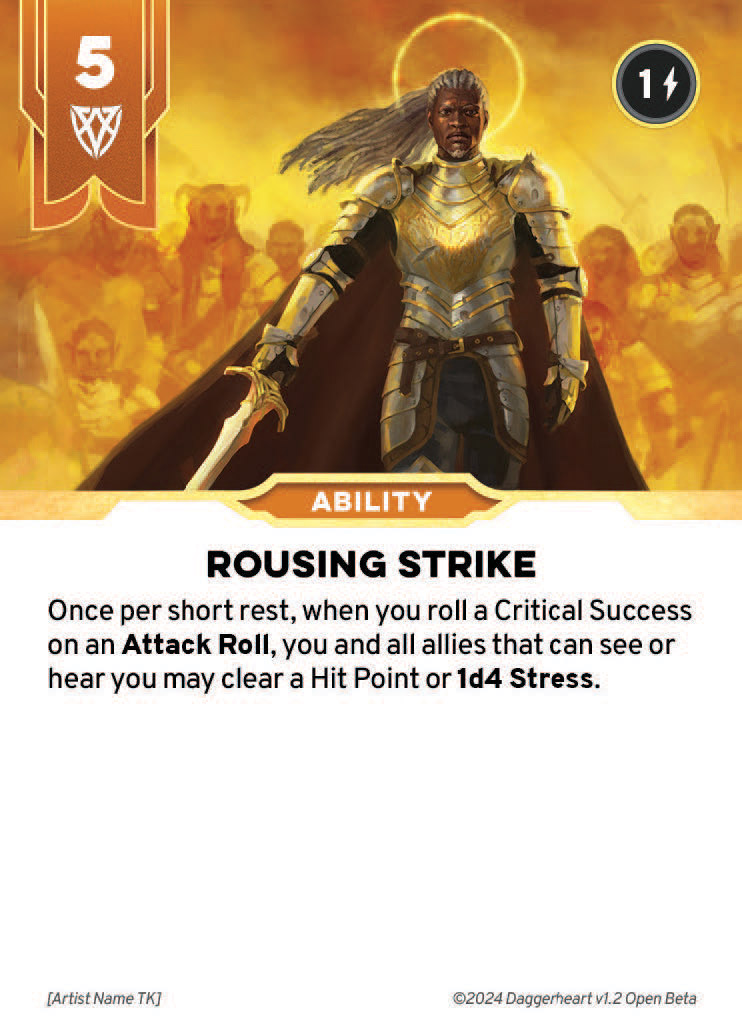 5
1
ABILITY
ROUSING STRIKE
Once per short rest, when you roll a Critical Success
on an Attack Roll, you and all allies that can see or
hear you may clear a Hit Point or 1d4 Stress.
[Artist Name TK]
©2024 Daggerheart v1.2 Open Beta